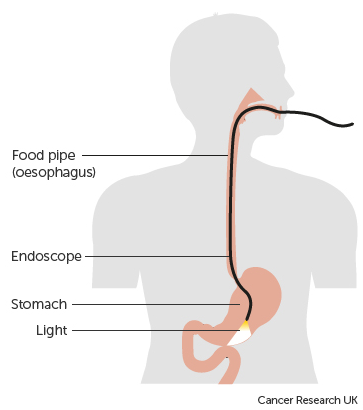 Food pipe
(oesophagus)
Endoscope
Stomach
Light
Cancer Research UK